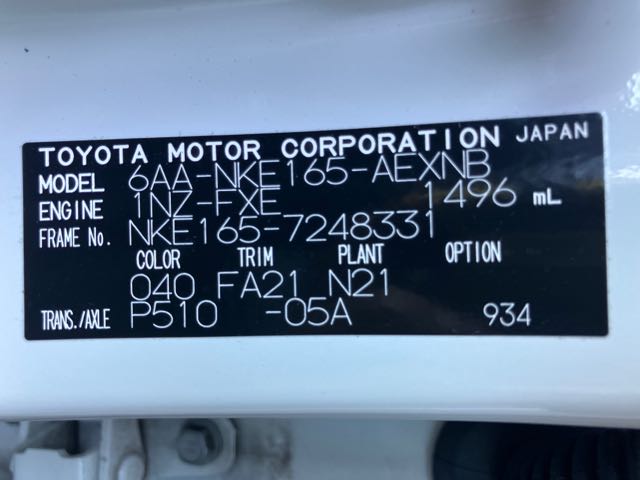 TOYOTA MOTOR CORPORATION JAPAN
MODEL 6AA-NKE165-AEXNB
ENGINE 1NZ-FXE 1496 mL
FRAME No. NKE165-7248331
COLOR TRIM PLANT OPTION
040 FA21 N21
TRANS./AXLE P510 -05A 934